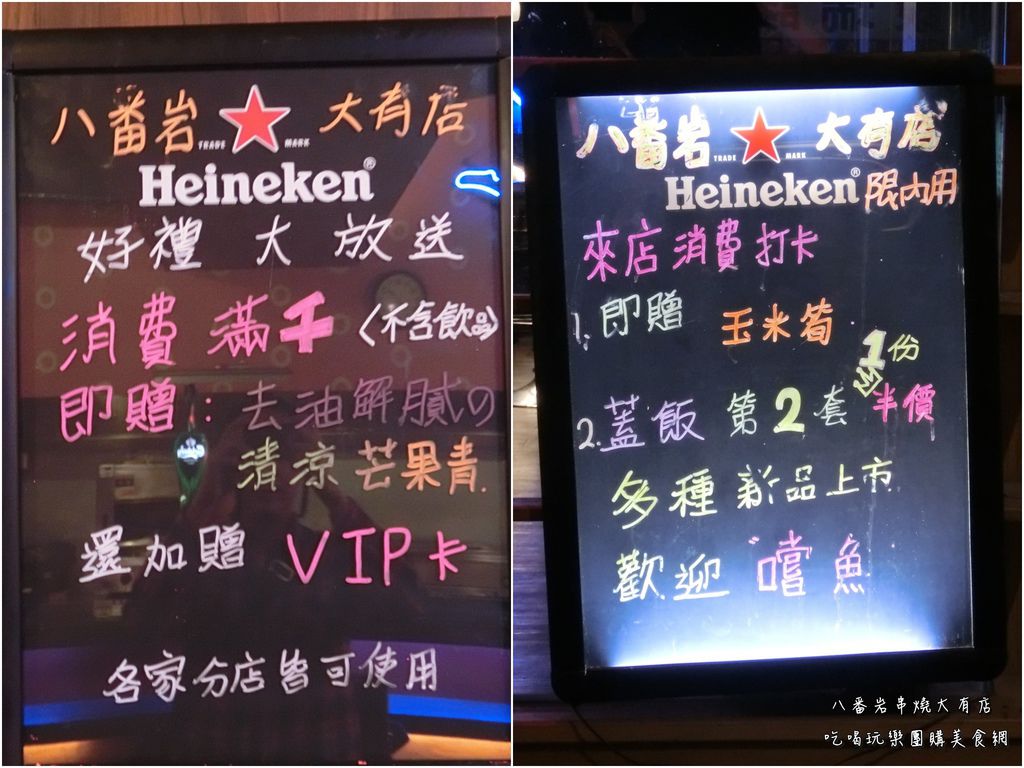 八番岩 ★ 大有店
TRADE MARK
Heineken®
好禮 大 放送
消費 滿千 (不含飲品)
即贈：去油解膩の
清涼芒果青
還加贈 VIP卡
各家分店皆可使用
八番岩 ★ 大有店
TRADE MARK
Heineken® 限內用
來店消費打卡
1. 即贈 玉米筍 1份
2. 蓋飯 第2套 半價
多種 新品上市
歡迎 "嚐魚
八番岩串燒大有店
吃喝玩樂團購美食網